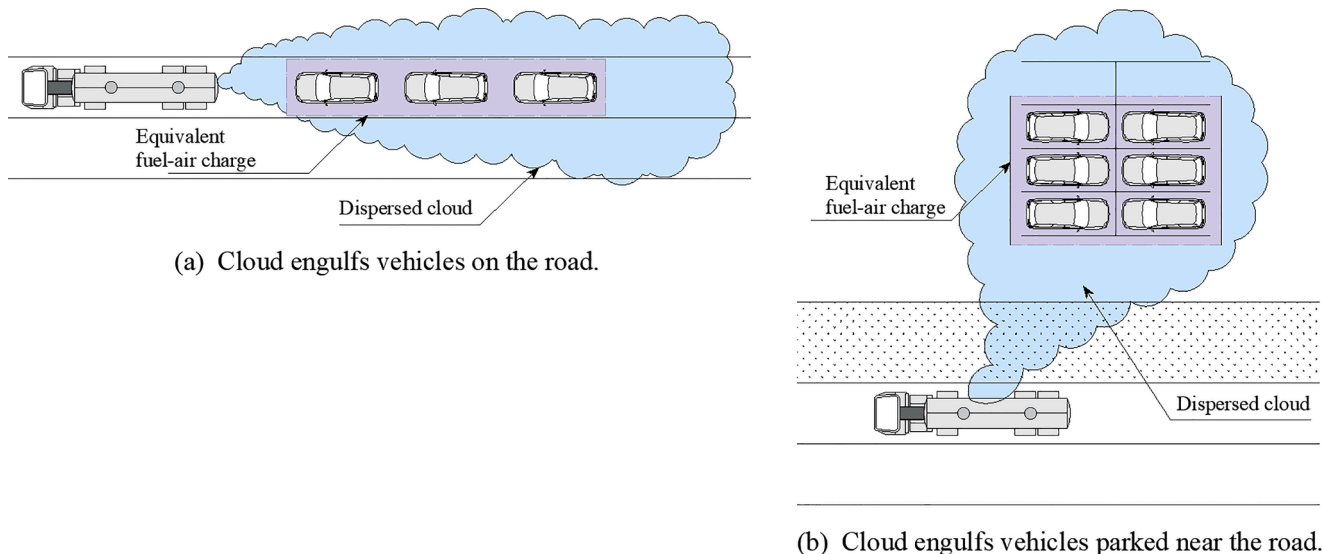 Equivalent
fuel-air charge
Dispersed cloud
(a) Cloud engulfs vehicles on the road.
Equivalent
fuel-air charge
Dispersed cloud
(b) Cloud engulfs vehicles parked near the road.